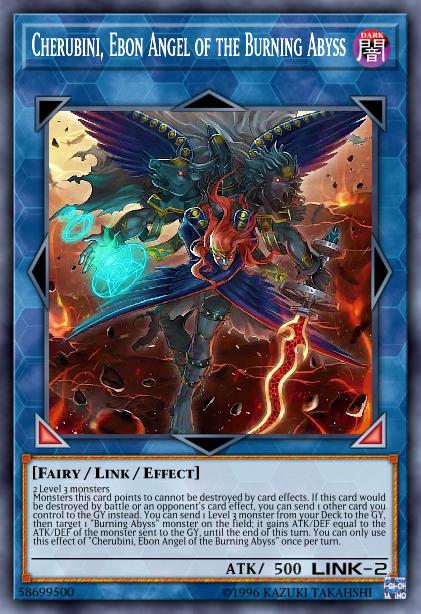 Cherubini, Ebon Angel of the Burning Abyss
DARK
闇
[Fairy / Link / Effect]
2 Level 3 monsters
Monsters this card points to cannot be destroyed by card effects. If this card would
be destroyed by battle or an opponent's card effect, you can send 1 other card you
control to the GY instead. You can send 1 Level 3 monster from your Deck to the GY,
then target 1 "Burning Abyss" monster on the field; it gains ATK/DEF equal to the
ATK/DEF of the monster sent to the GY, until the end of this turn. You can only use
this effect of "Cherubini, Ebon Angel of the Burning Abyss" once per turn.
ATK/ 500 LINK-2
58699500 ©1996 KAZUKI TAKAHSHI